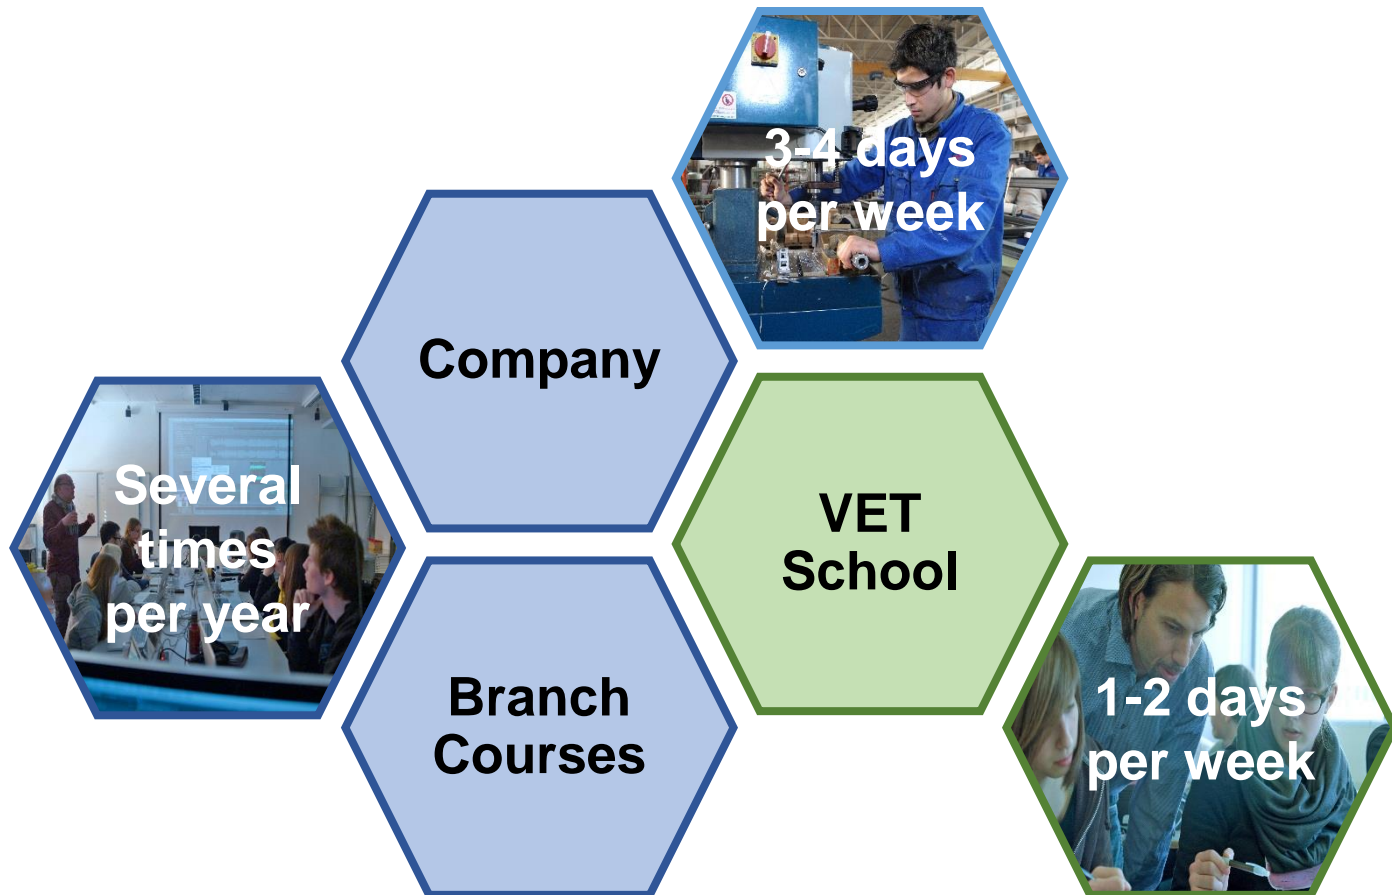 3-4 days
per week
Company
Several
times
per year
VET
School
Branch
Courses
1-2 days
per week